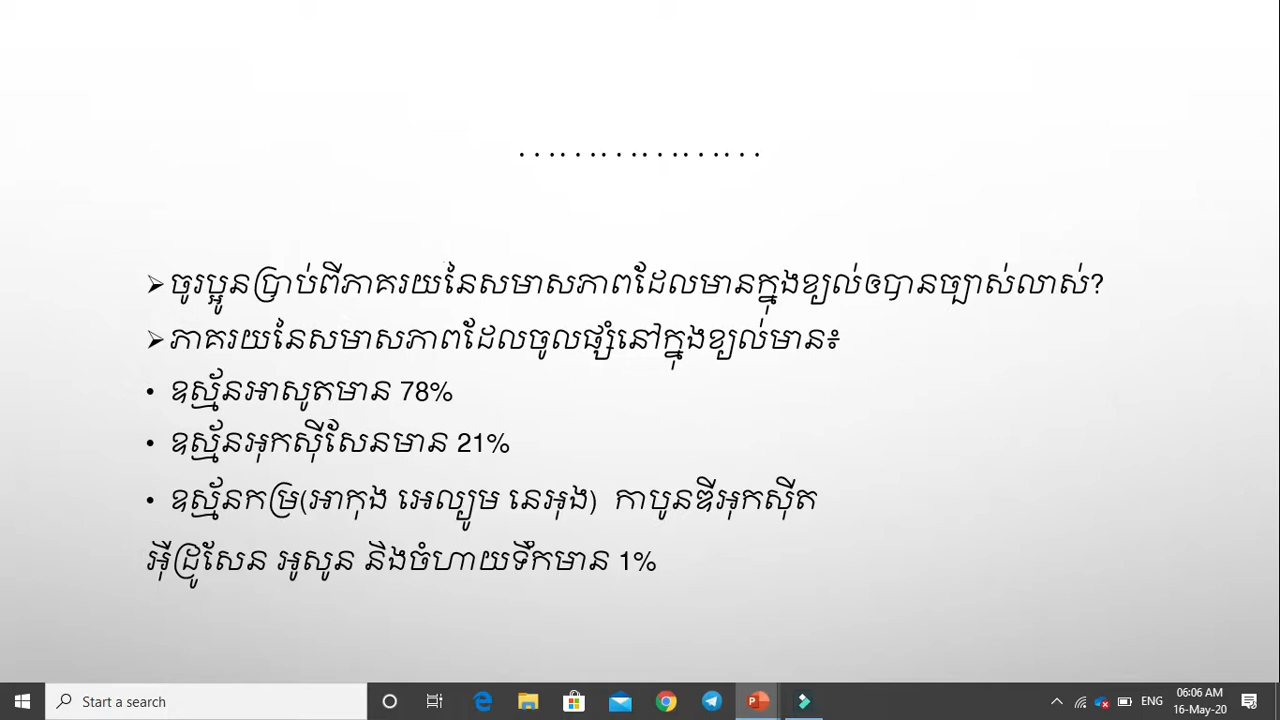 .................
➢ ចូរប្អូនប្រាប់ពីភាគរយនៃសមាសភាពដែលមានក្នុងខ្យល់ឲបានច្បាស់លាស់?
➢ ភាគរយនៃសមាសភាពដែលចូលផ្សំនៅក្នុងខ្យល់មាន៖
• ឧស្ម័នអាសូតមាន 78%
• ឧស្ម័នអុកស៊ីសែនមាន 21%
• ឧស្ម័នកម្រ(អាកុង អេល្យូម នេអុង) កាបូនឌីអុកស៊ីត
អ៊ីដ្រូសែន អូសូន និងចំហាយទឹកមាន 1%
Start a search
ENG
06:06 AM
16-May-20